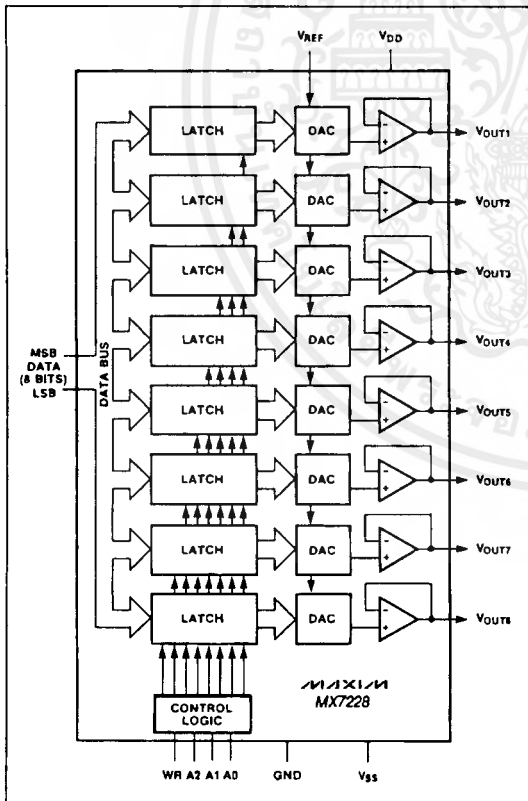 VREF
VDD
LATCH
DAC
VOUT1
LATCH
DAC
VOUT2
LATCH
DAC
VOUT3
LATCH
DAC
VOUT4
MSB
DATA
(8 BITS)
LSB
DATA BUS
LATCH
DAC
VOUT5
LATCH
DAC
VOUT6
LATCH
DAC
VOUT7
LATCH
DAC
VOUT8
CONTROL
LOGIC
MAXIM
MX7228
WR A2 A1 A0
GND
VSS